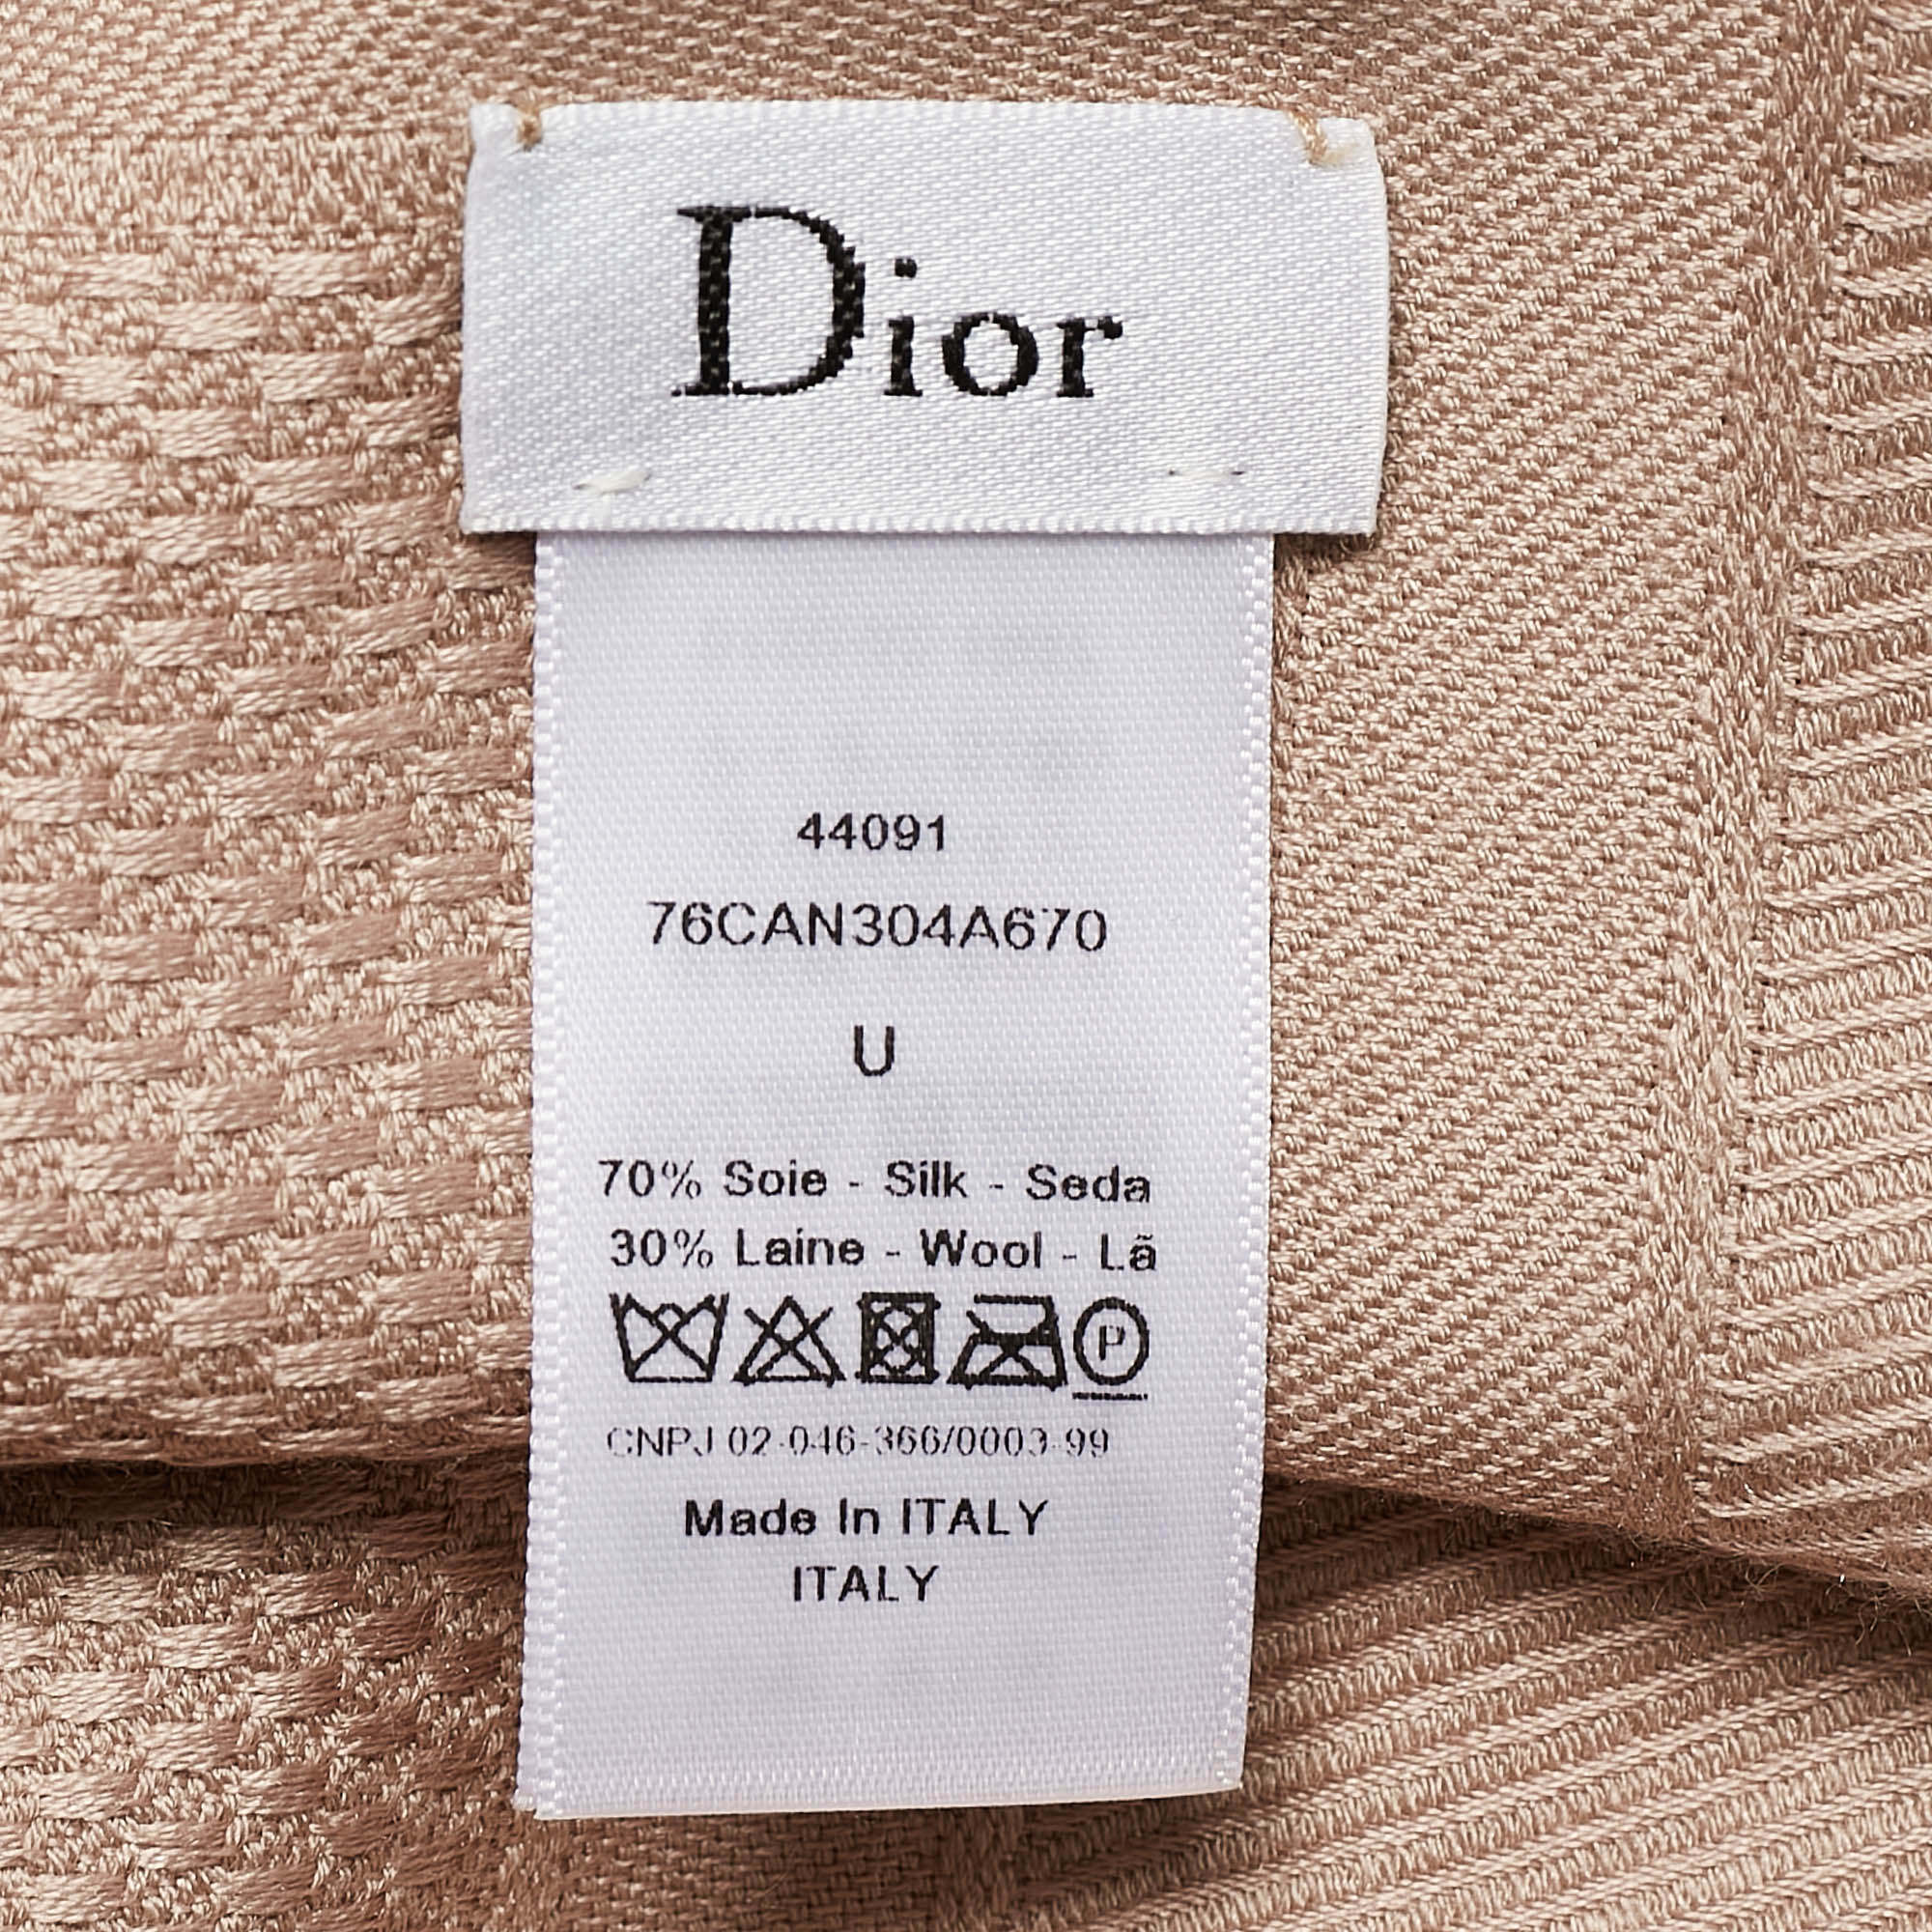 Dior
44091
76CAN304A670
U
70% Soie - Silk - Seda
30% Laine - Wool - Lã
P
CNPJ 02-046-366/0003-99
Made In ITALY
ITALY